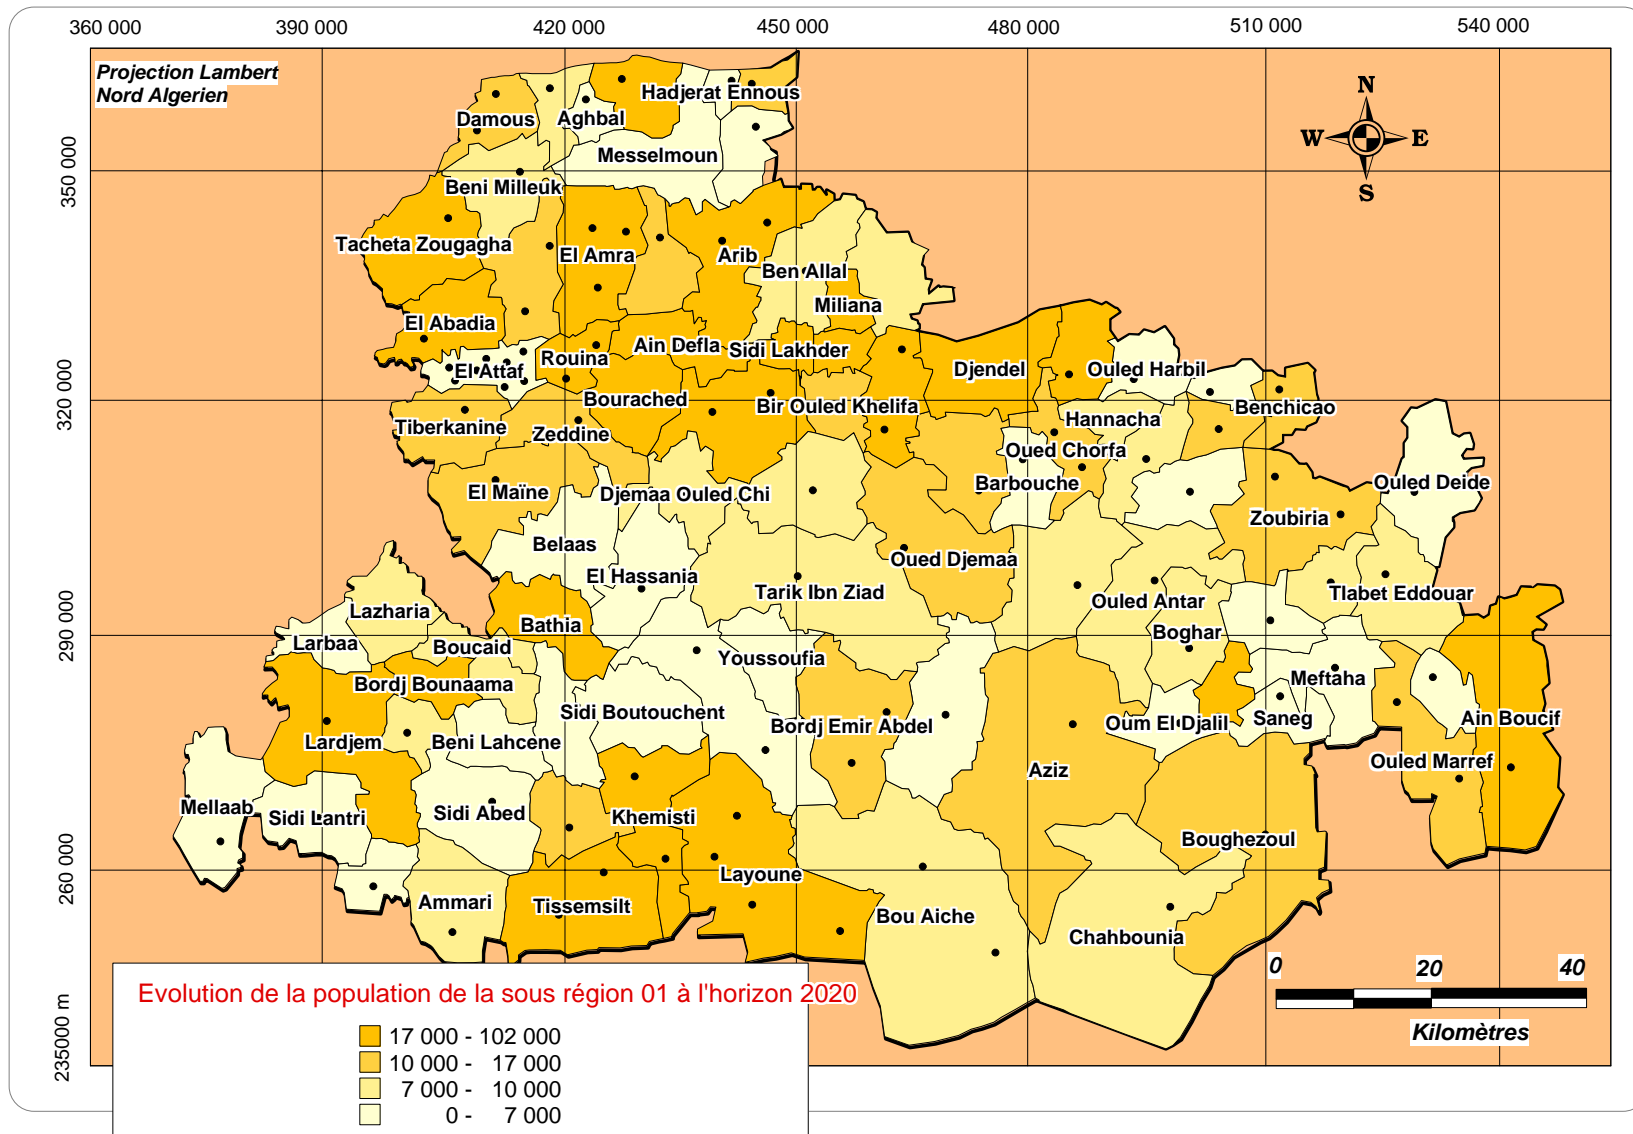 360 000 390 000 420 000 450 000 480 000 510 000 540 000
Projection Lambert
Nord Algerien
N
W E
S
350 000
320 000
290 000
260 000
235000 m
Hadjerat Ennous
Damous
Aghbal
Messelmoun
Beni Milleuk
Tacheta Zougagha
El Amra
Arib
Ben Allal
Miliana
El Abadia
Rouina
Ain Defla
Sidi Lakhder
El Attaf
Djendel
Ouled Harbil
Bourached
Bir Ouled Khelifa
Benchicao
Tiberkanine
Zeddine
Hannacha
Oued Chorfa
Barbouche
El Maïne
Djemaa Ouled Chi
Ouled Deide
Zoubiria
Belaas
Oued Djemaa
El Hassania
Tarik Ibn Ziad
Tlabet Eddouar
Ouled Antar
Lazharia
Bathia
Boghar
Larbaa
Boucaid
Youssoufia
Meftaha
Bordj Bounaama
Sidi Boutouchent
Bordj Emir Abdel
Oum El Djalil
Saneg
Ain Boucif
Lardjem
Beni Lahcene
Aziz
Ouled Marref
Mellaab
Sidi Lantri
Sidi Abed
Khemisti
Boughezoul
Layoune
Ammari
Tissemsilt
Bou Aiche
Chahbounia
0 20 40
Kilomètres
Evolution de la population de la sous région 01 à l'horizon 2020
17 000 - 102 000
10 000 - 17 000
7 000 - 10 000
0 - 7 000